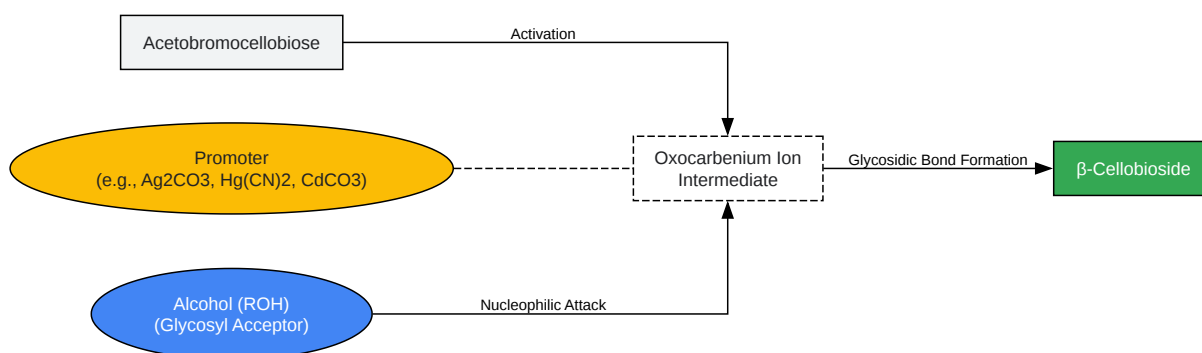 Acetobromocellobiose
Activation
Promoter
(e.g., Ag2CO3, Hg(CN)2, CdCO3)
Oxocarbenium Ion
Intermediate
Glycosidic Bond Formation
β-Cellobioside
Alcohol (ROH)
(Glycosyl Acceptor)
Nucleophilic Attack